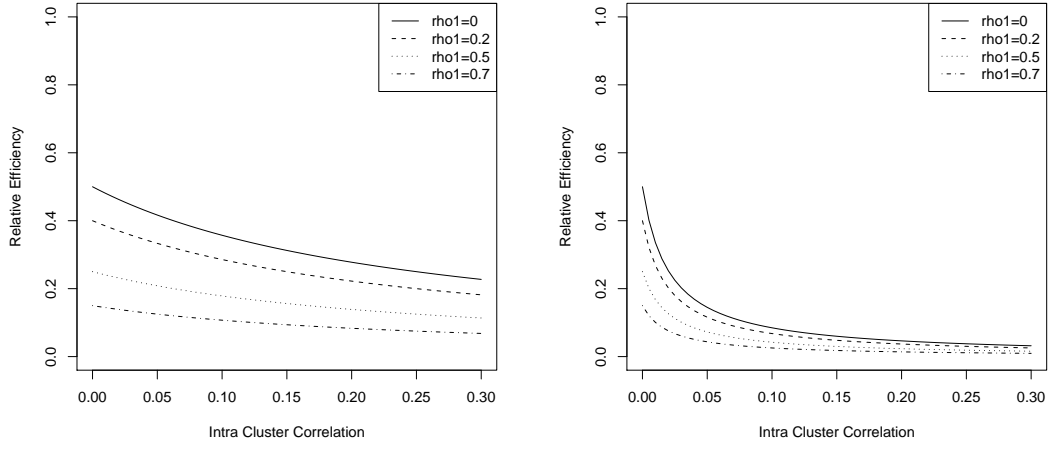 rho1=0
rho1=0.2
rho1=0.5
rho1=0.7
Relative Efficiency
1.0
0.8
0.6
0.4
0.2
0.0
0.00 0.05 0.10 0.15 0.20 0.25 0.30
Intra Cluster Correlation
rho1=0
rho1=0.2
rho1=0.5
rho1=0.7
Relative Efficiency
1.0
0.8
0.6
0.4
0.2
0.0
0.00 0.05 0.10 0.15 0.20 0.25 0.30
Intra Cluster Correlation